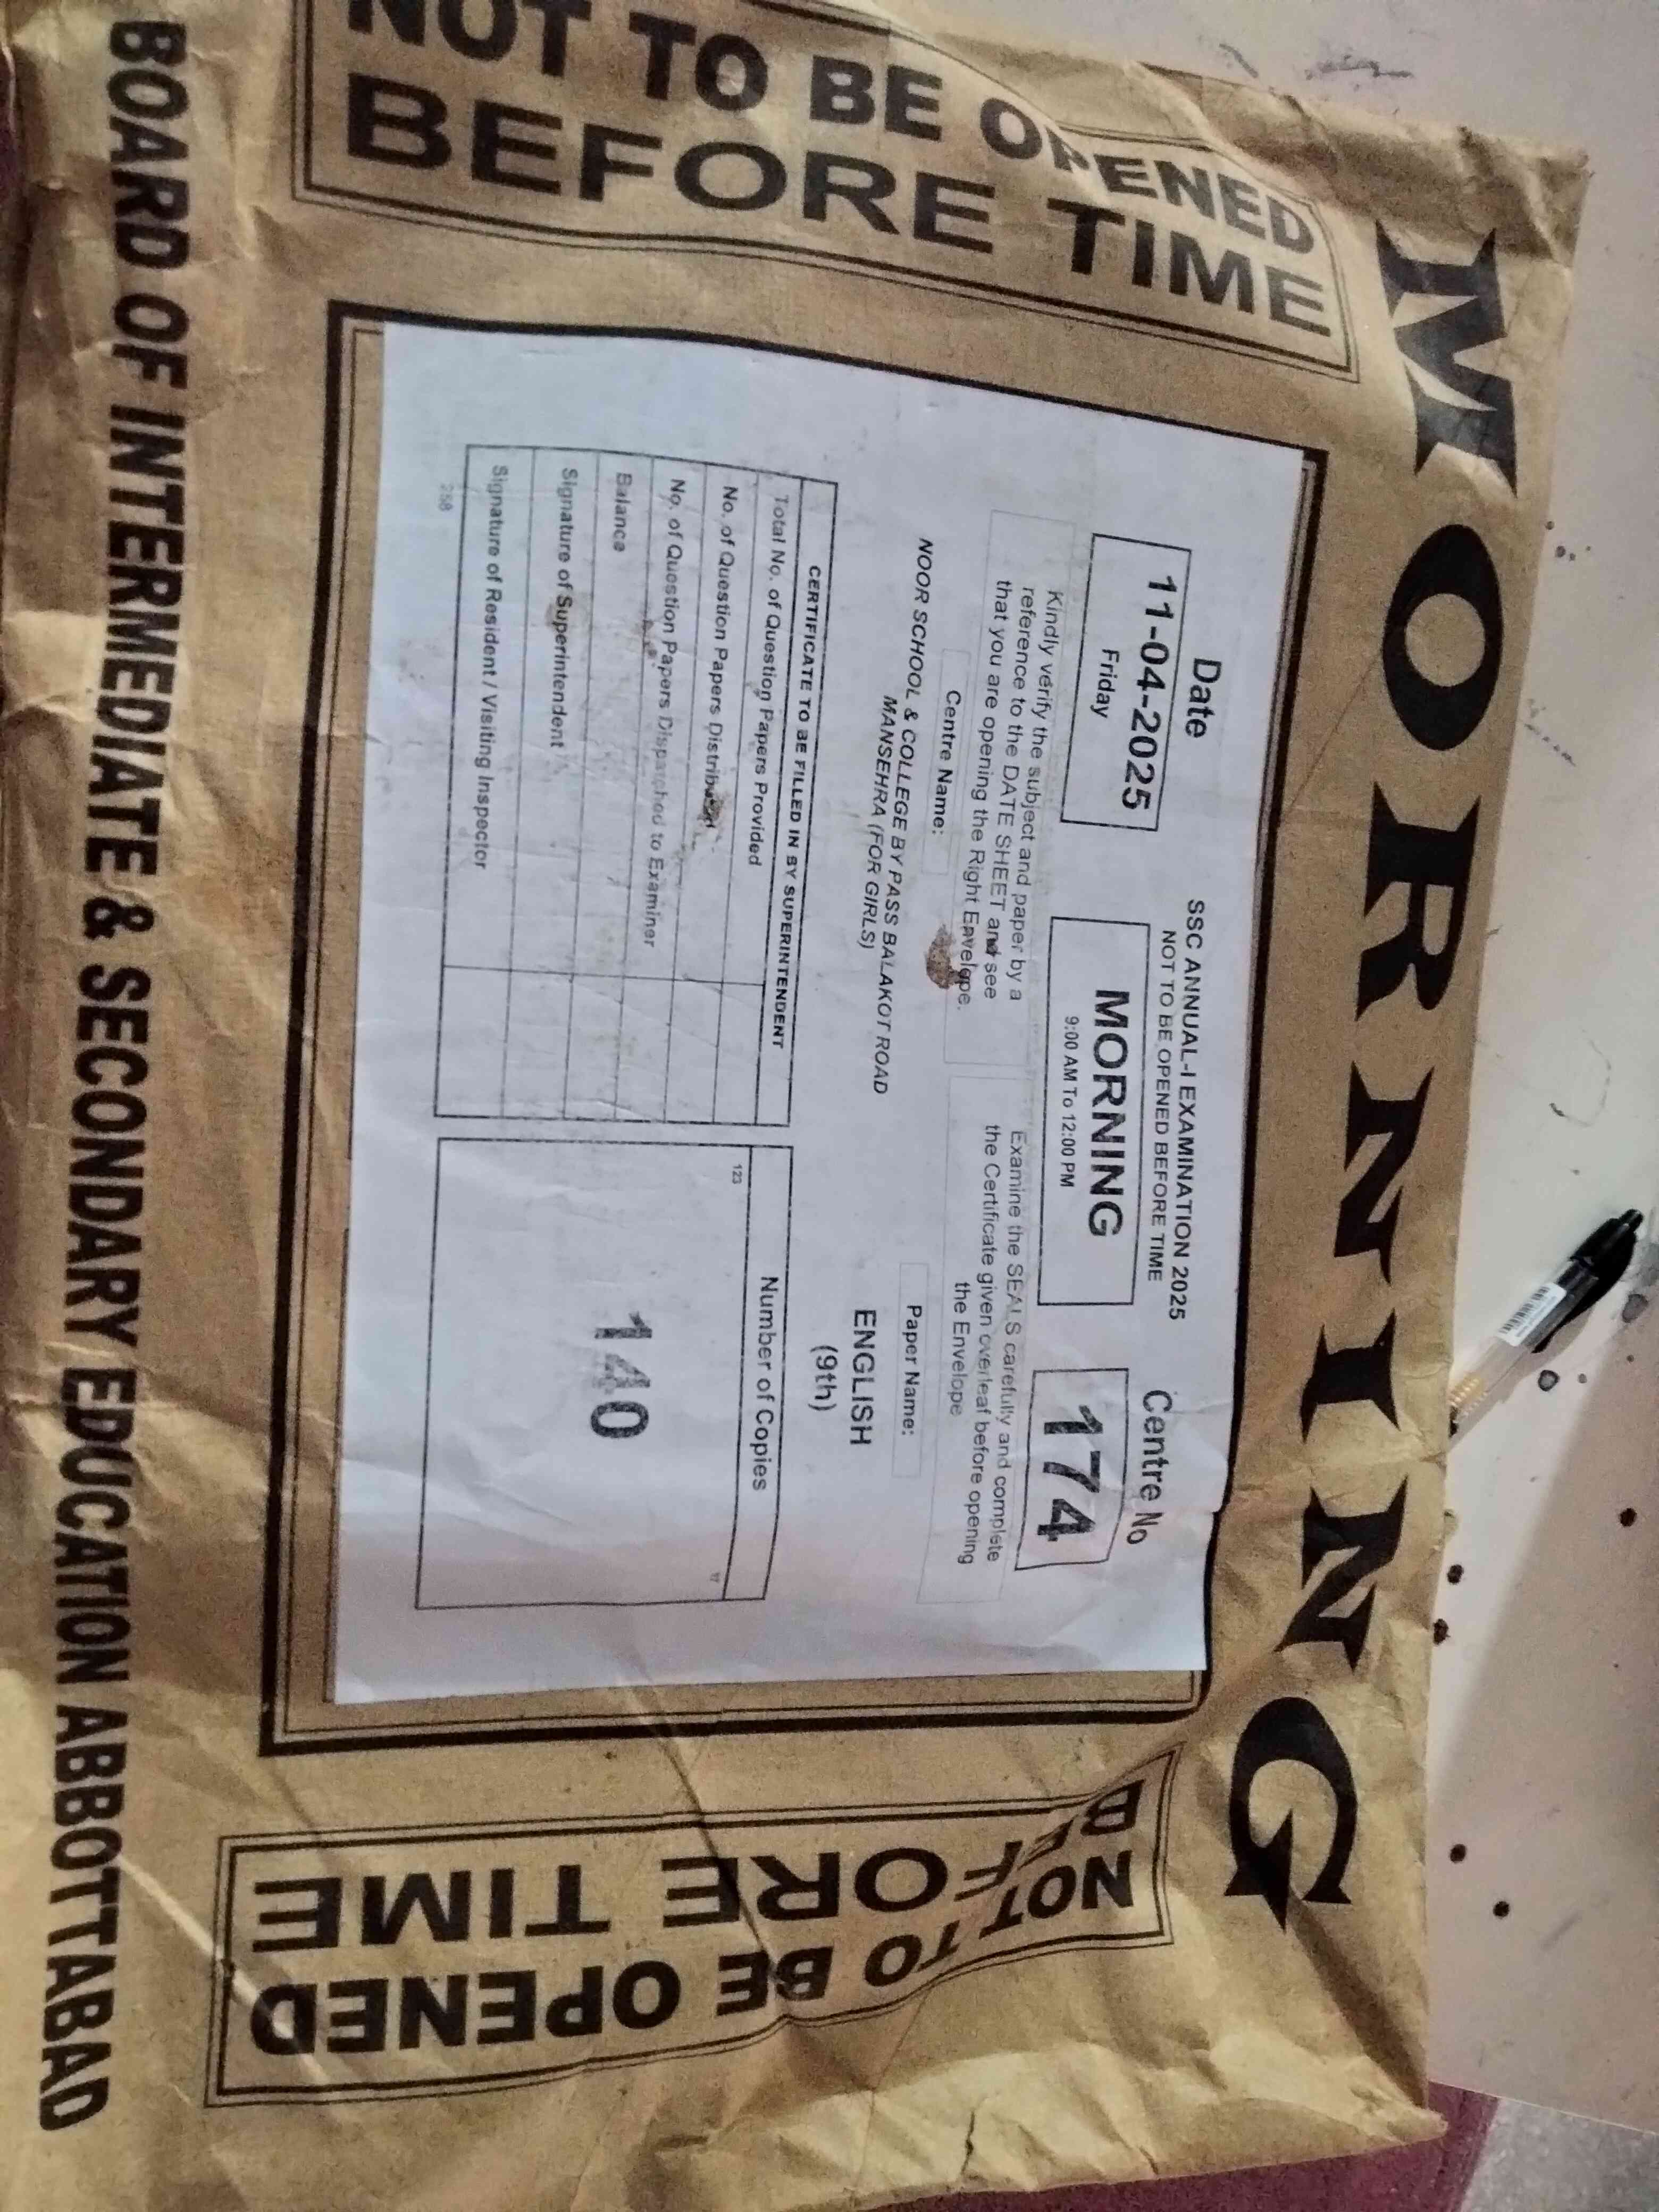 MORNING
NOT TO BE OPENED
BEFORE TIME
SSC ANNUAL-I EXAMINATION 2025
NOT TO BE OPENED BEFORE TIME
Date
11-04-2025
Friday
MORNING
9:00 AM To 12:00 PM
Centre No
174
Kindly verify the subject and paper by a
reference to the DATE SHEET and see
that you are opening the Right Envelope.
Examine the SEALS carefully and complete
the Certificate given overleaf before opening
the Envelope
Centre Name:
NOOR SCHOOL & COLLEGE BY PASS BALAKOT ROAD
MANSEHRA (FOR GIRLS)
Paper Name:
ENGLISH
(9th)
CERTIFICATE TO BE FILLED IN BY SUPERINTENDENT
Total No. of Question Papers Provided
No. of Question Papers Distributed
No. of Question Papers Dispatched to Examiner
Balance
Signature of Superintendent
Signature of Resident / Visiting Inspector
258
Number of Copies
123
17
140
NOT TO BE OPENED
BEFORE TIME
BOARD OF INTERMEDIATE & SECONDARY EDUCATION ABBOTTABAD